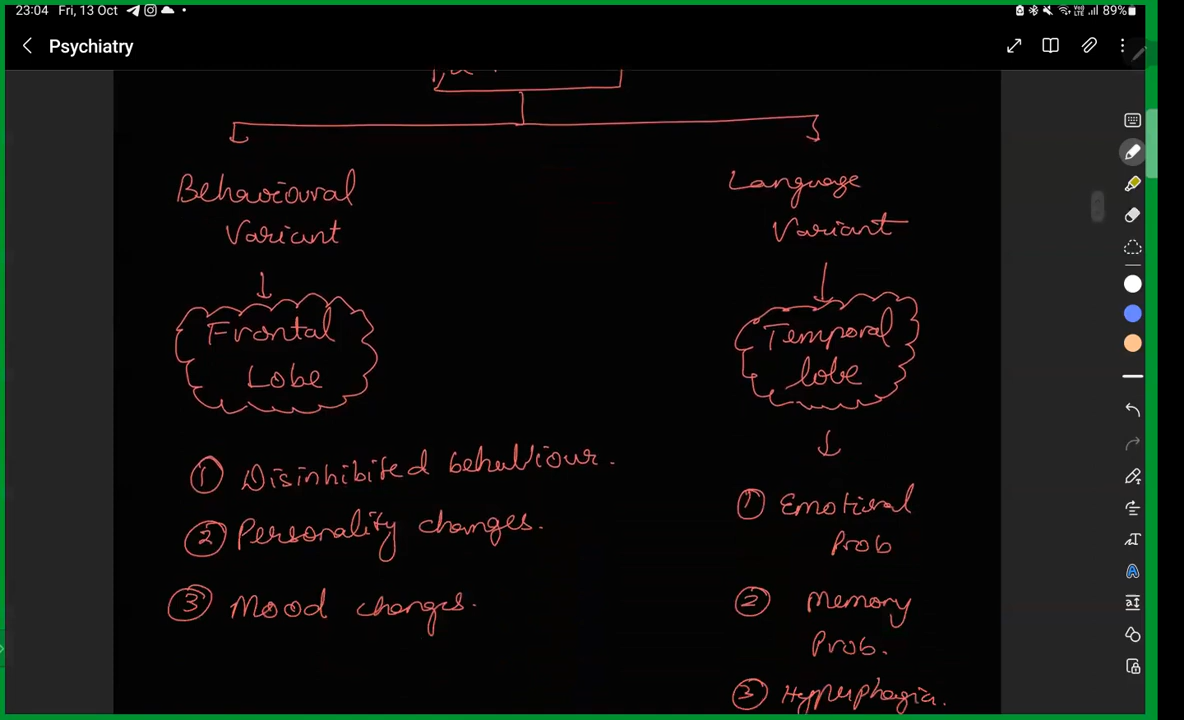 23:04 Fri, 13 Oct
89%
Psychiatry
Behavioural
Variant
Frontal
Lobe
① Disinhibited behaviour.
② Personality changes.
③ Mood changes.
Language
Variant
Temporal
lobe
① Emotional
Prob
② Memory
Prob.
③ Hyperphagia.